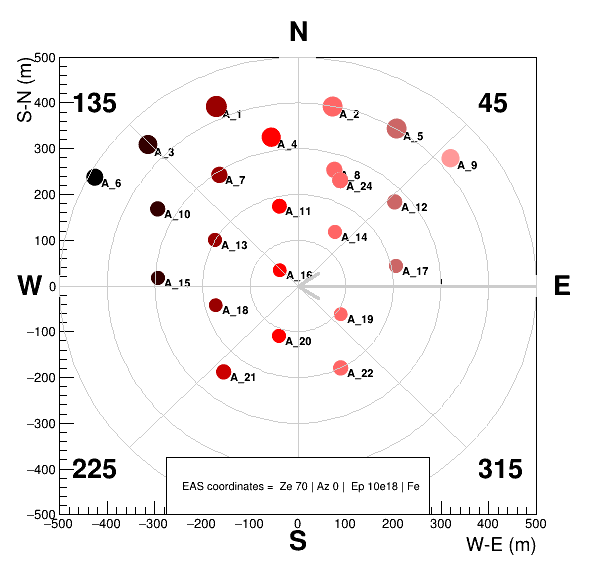 N
S-N (m)
500
400
300
200
100
0
−100
−200
−300
−400
−500
135
45
A_1
A_2
A_3
A_4
A_5
A_6
A_7
A_8
A_24
A_9
A_10
A_11
A_12
A_13
A_14
A_15
A_16
A_17
W
E
A_18
A_19
A_20
A_21
A_22
225
315
EAS coordinates = Ze 70 | Az 0 | Ep 10e18 | Fe
−500 −400 −300 −200 −100 0 100 200 300 400 500
S
W-E (m)